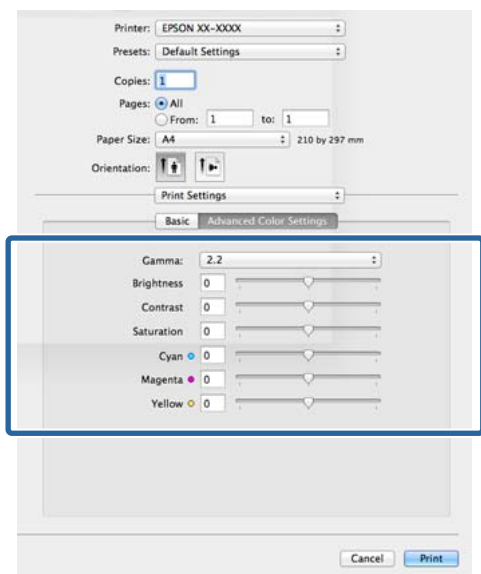 Printer: EPSON XX-XXXX
Presets: Default Settings
Copies: 1
Pages: All
From: 1 to: 1
Paper Size: A4 210 by 297 mm
Orientation:
Print Settings
Basic Advanced Color Settings
Gamma: 2.2
Brightness 0
Contrast 0
Saturation 0
Cyan 0
Magenta 0
Yellow 0
Cancel Print